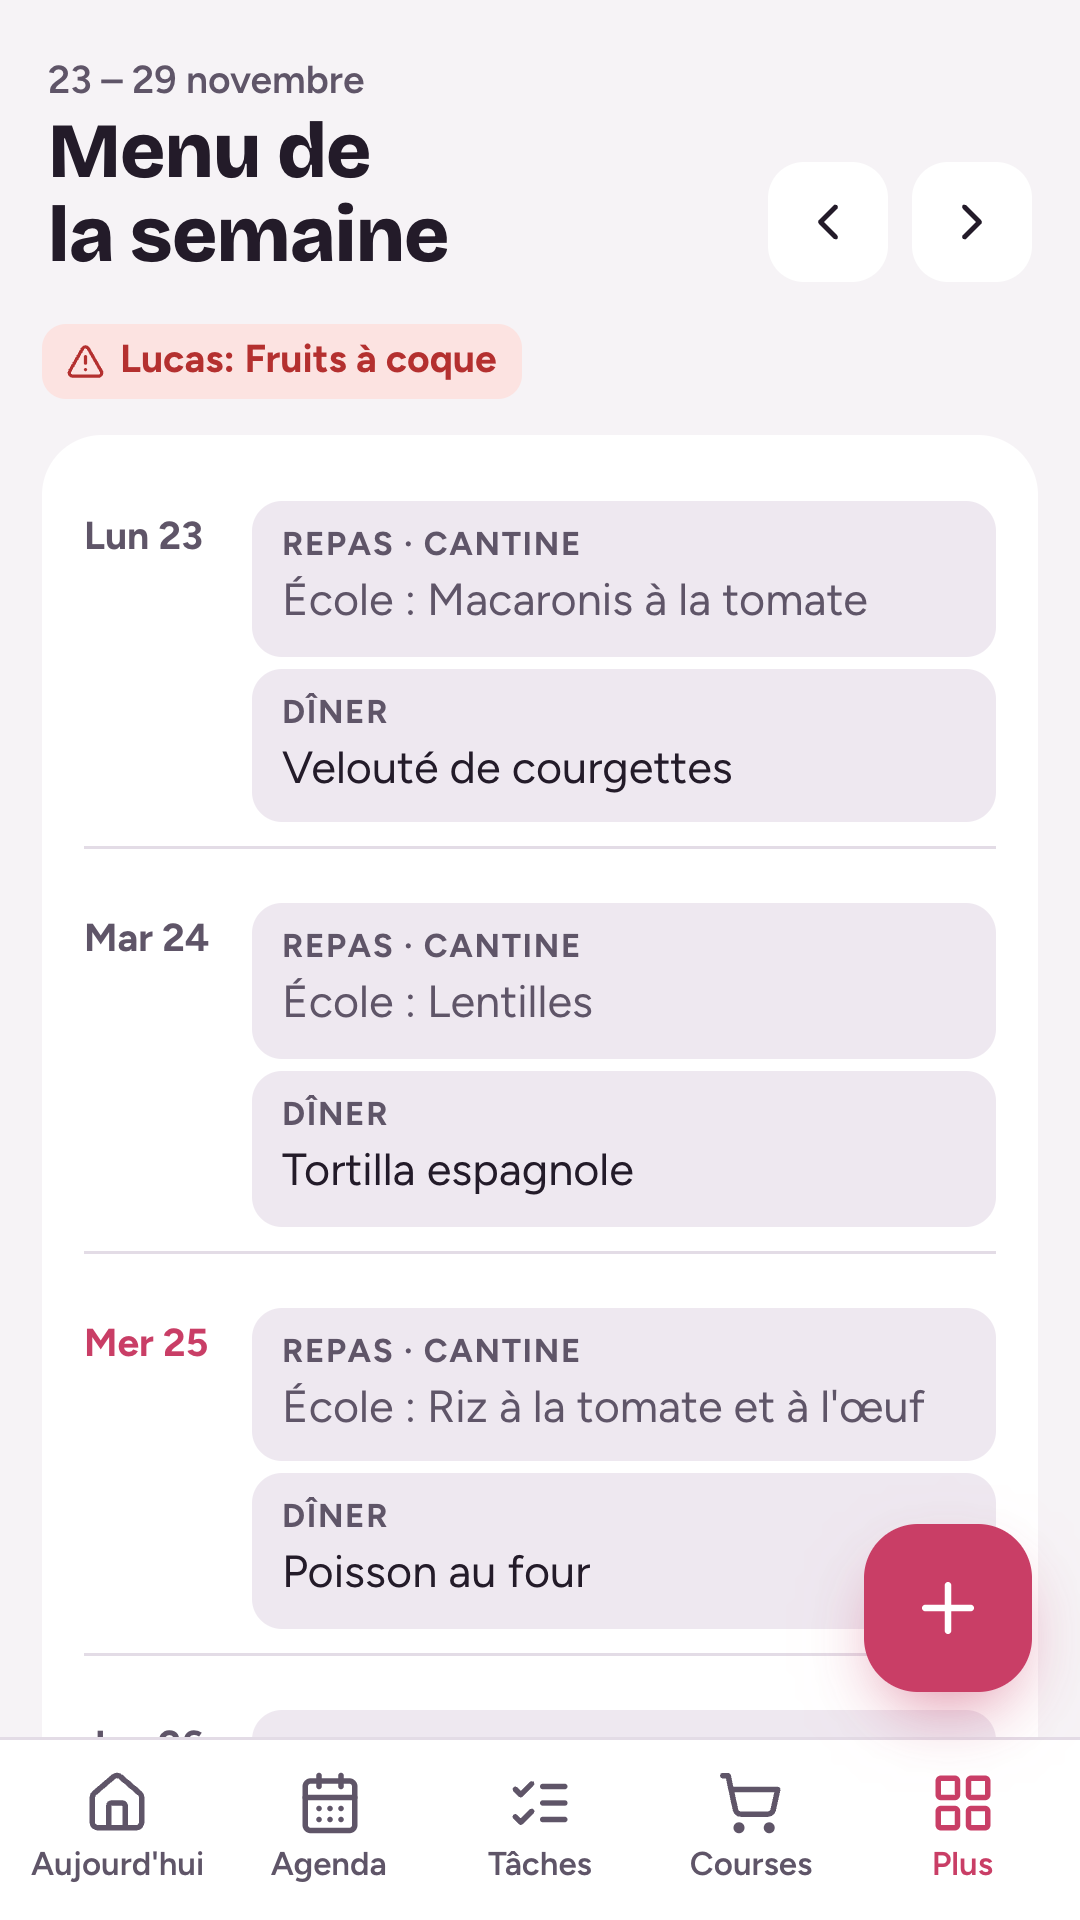 23 – 29 novembre
Menu de
la semaine
Lucas: Fruits à coque
Lun 23
REPAS · CANTINE
École : Macaronis à la tomate
DÎNER
Velouté de courgettes
Mar 24
REPAS · CANTINE
École : Lentilles
DÎNER
Tortilla espagnole
Mer 25
REPAS · CANTINE
École : Riz à la tomate et à l'œuf
DÎNER
Poisson au four
Aujourd'hui
Agenda
Tâches
Courses
Plus